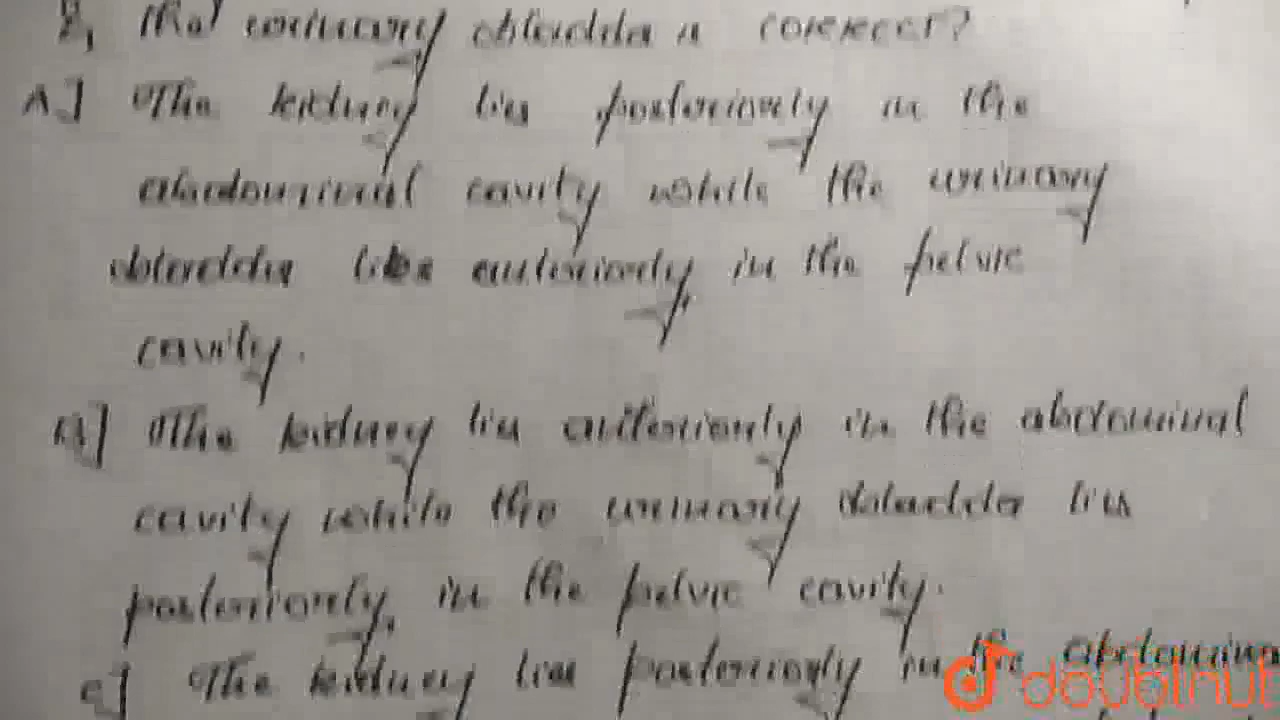 the urinary bladder is correct?
A] The kidney lies posteriorly in the
abdominal cavity while the urinary
bladder lies anteriorly, in the pelvic
cavity.
B] The kidney lies anteriorly in the abdominal
cavity while the urinary bladder lies
posteriorly, in the pelvic cavity.
C] The kidney lies posteriorly in the abdomina
doubtnut